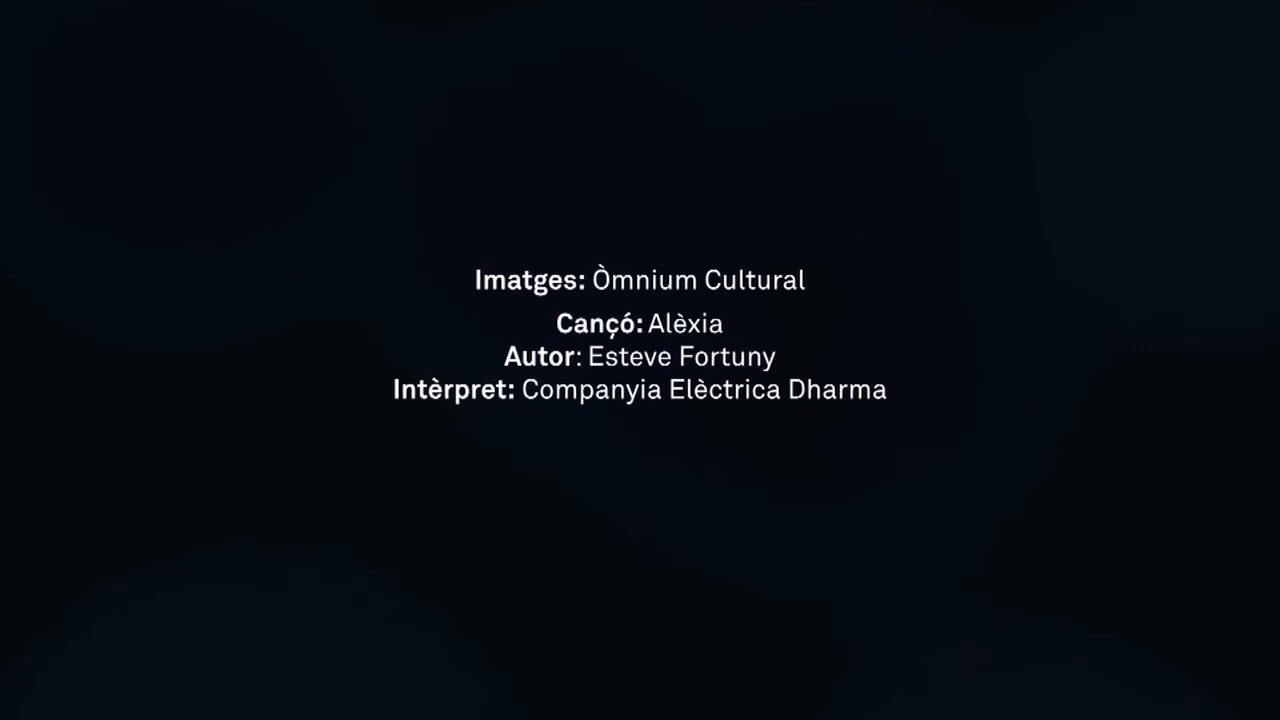 Imatges: Òmnium Cultural
Cançó: Alèxia
Autor: Esteve Fortuny
Intèrpret: Companyia Elèctrica Dharma